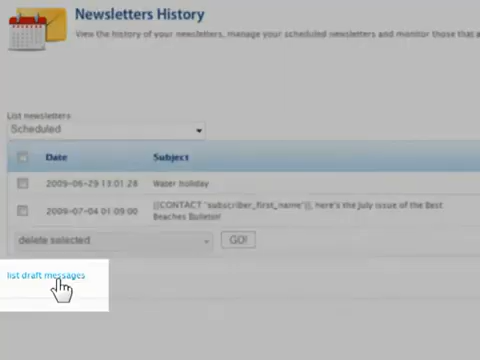 Newsletters History
View the history of your newsletters, manage your scheduled newsletters and monitor those that a
List newsletters
Scheduled
Date Subject
2009-06-29 13:01:28 Water holiday
2009-07-04 01:09:00 [[CONTACT "subscriber_first_name"]], here's the July issue of the Best
Beaches Bulletin!
delete selected GO!
list draft messages